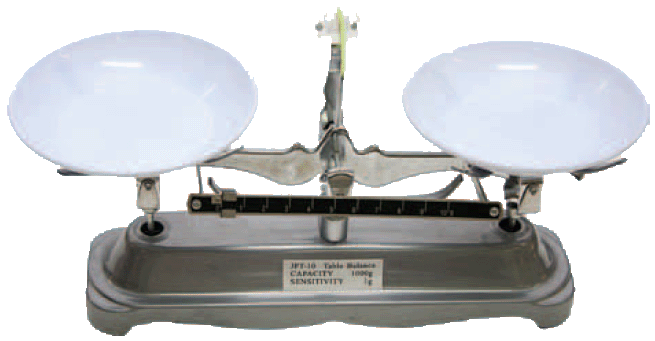 JPT-10 Table Balance
CAPACITY 1000g
SENSITIVITY 1g